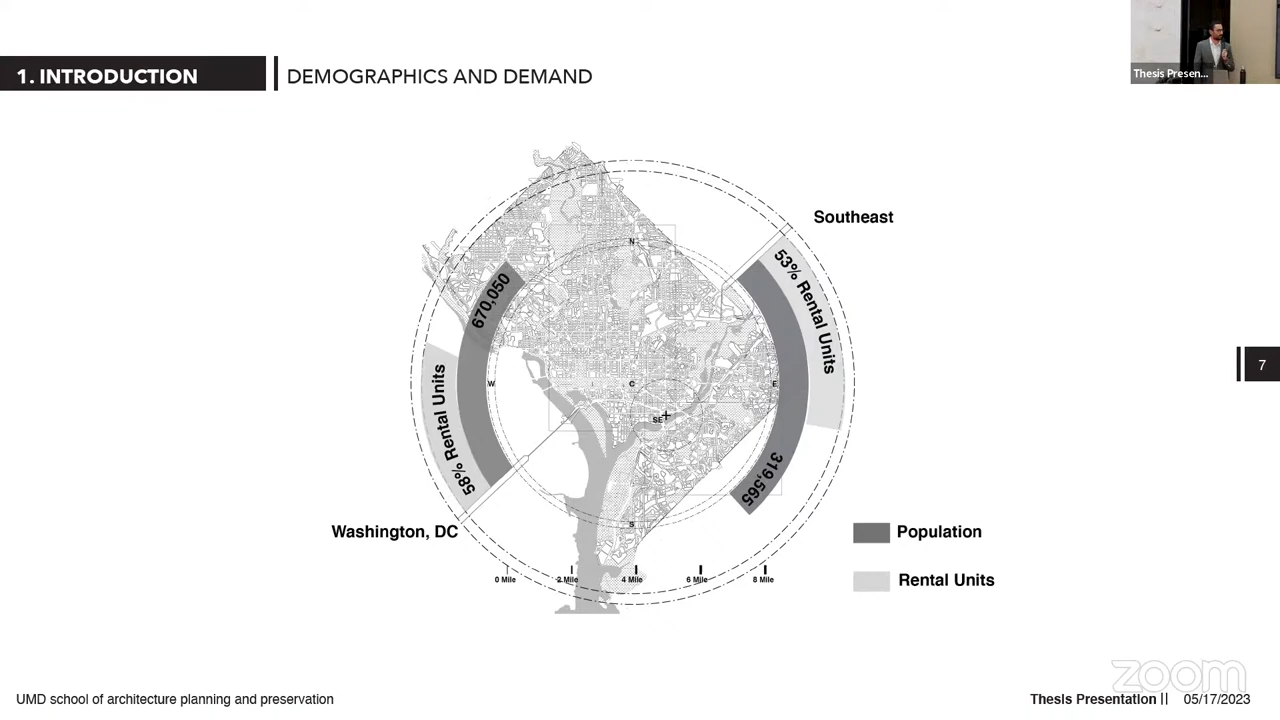 1. INTRODUCTION
DEMOGRAPHICS AND DEMAND
Thesis Presen...
Southeast
53% Rental Units
319,565
670,050
58% Rental Units
Washington, DC
N
W
C
E
SE
S
0 Mile
2 Mile
4 Mile
6 Mile
8 Mile
Population
Rental Units
7
zoom
UMD school of architecture planning and preservation
Thesis Presentation || 05/17/2023